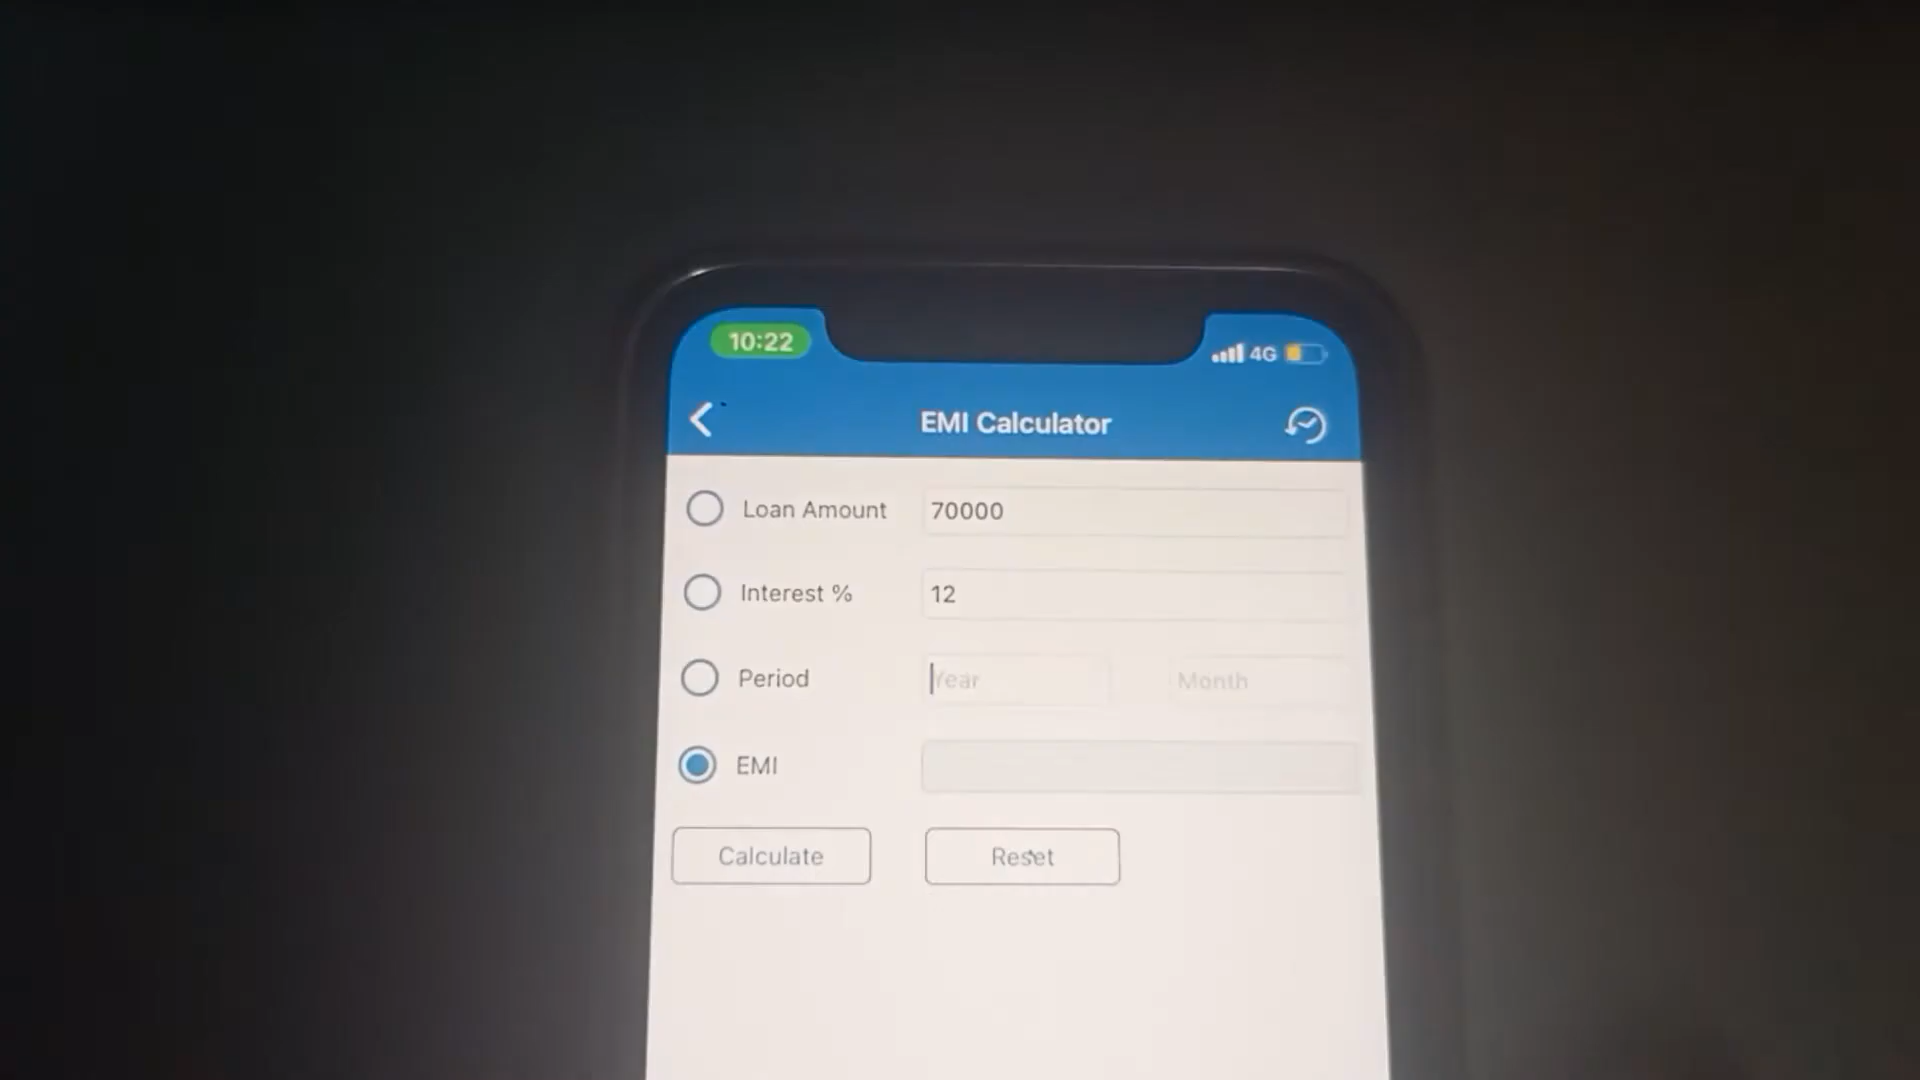 10:22 4G
EMI Calculator
Loan Amount 70000
Interest % 12
Period Year Month
EMI
Calculate Reset